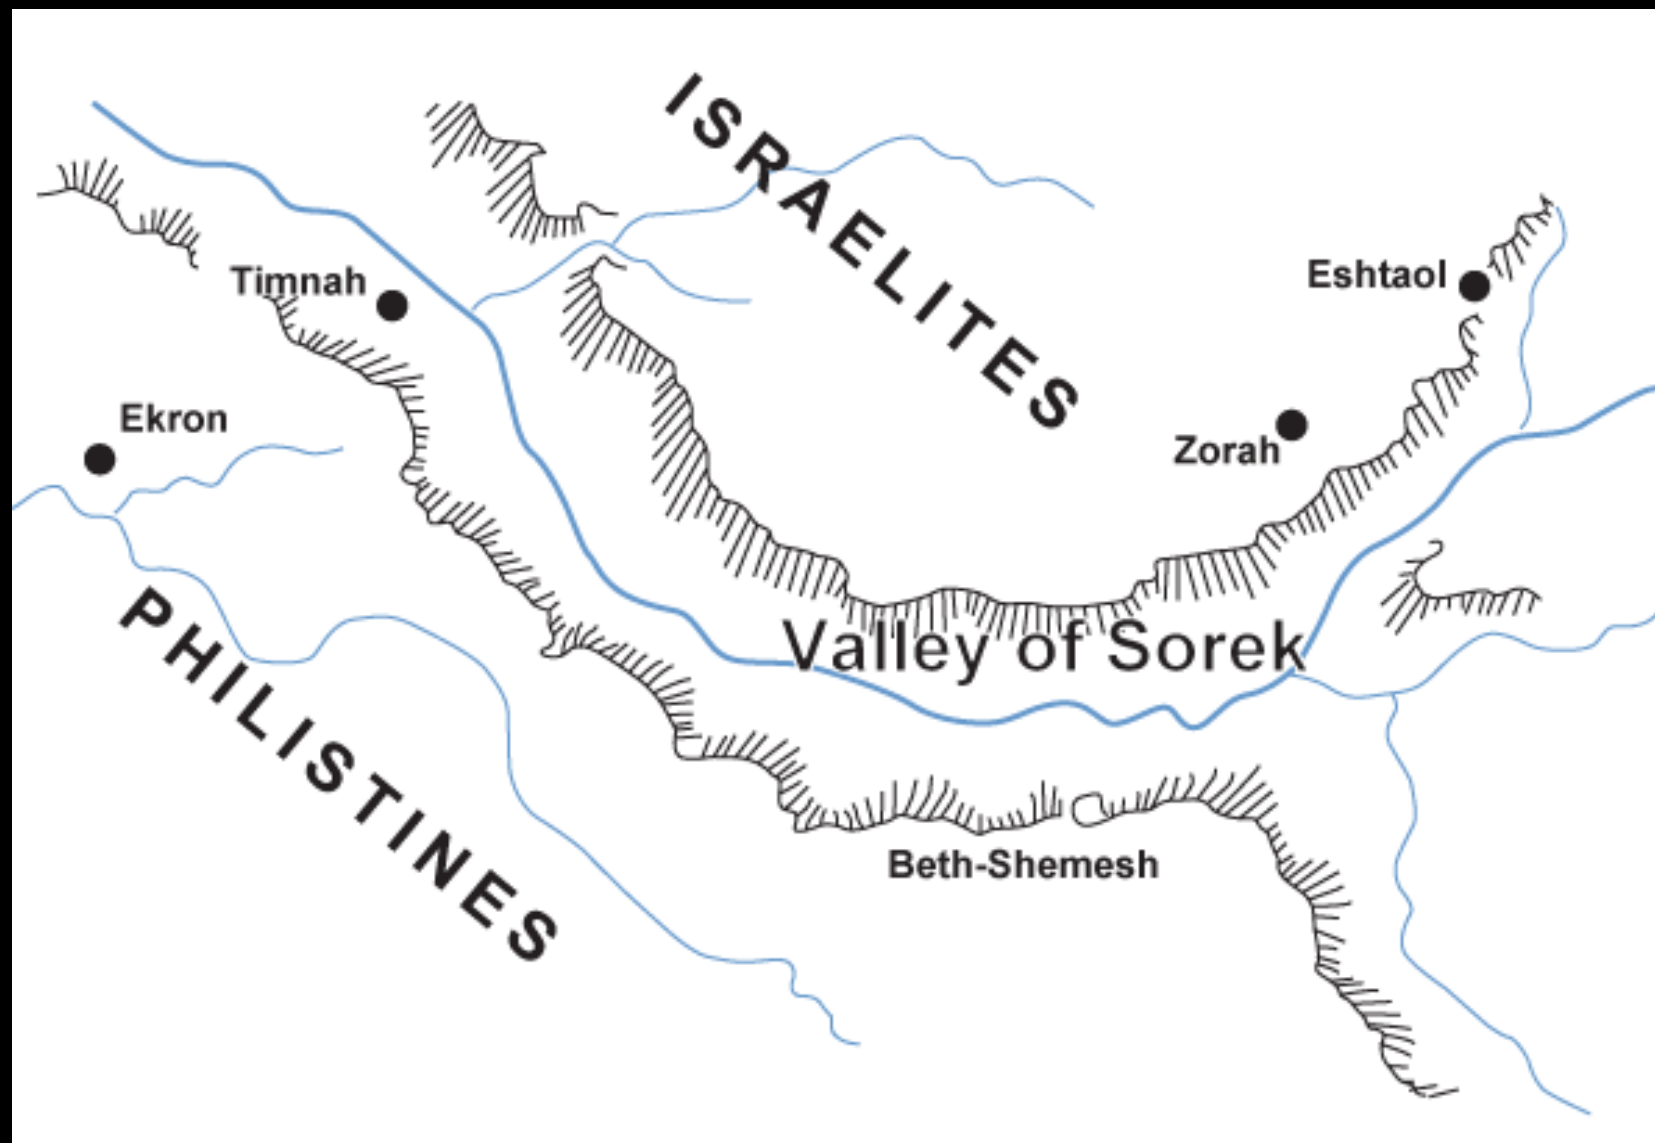 ISRAELITES
Timnah
Eshtaol
Ekron
Zorah
PHILISTINES
Valley of Sorek
Beth-Shemesh